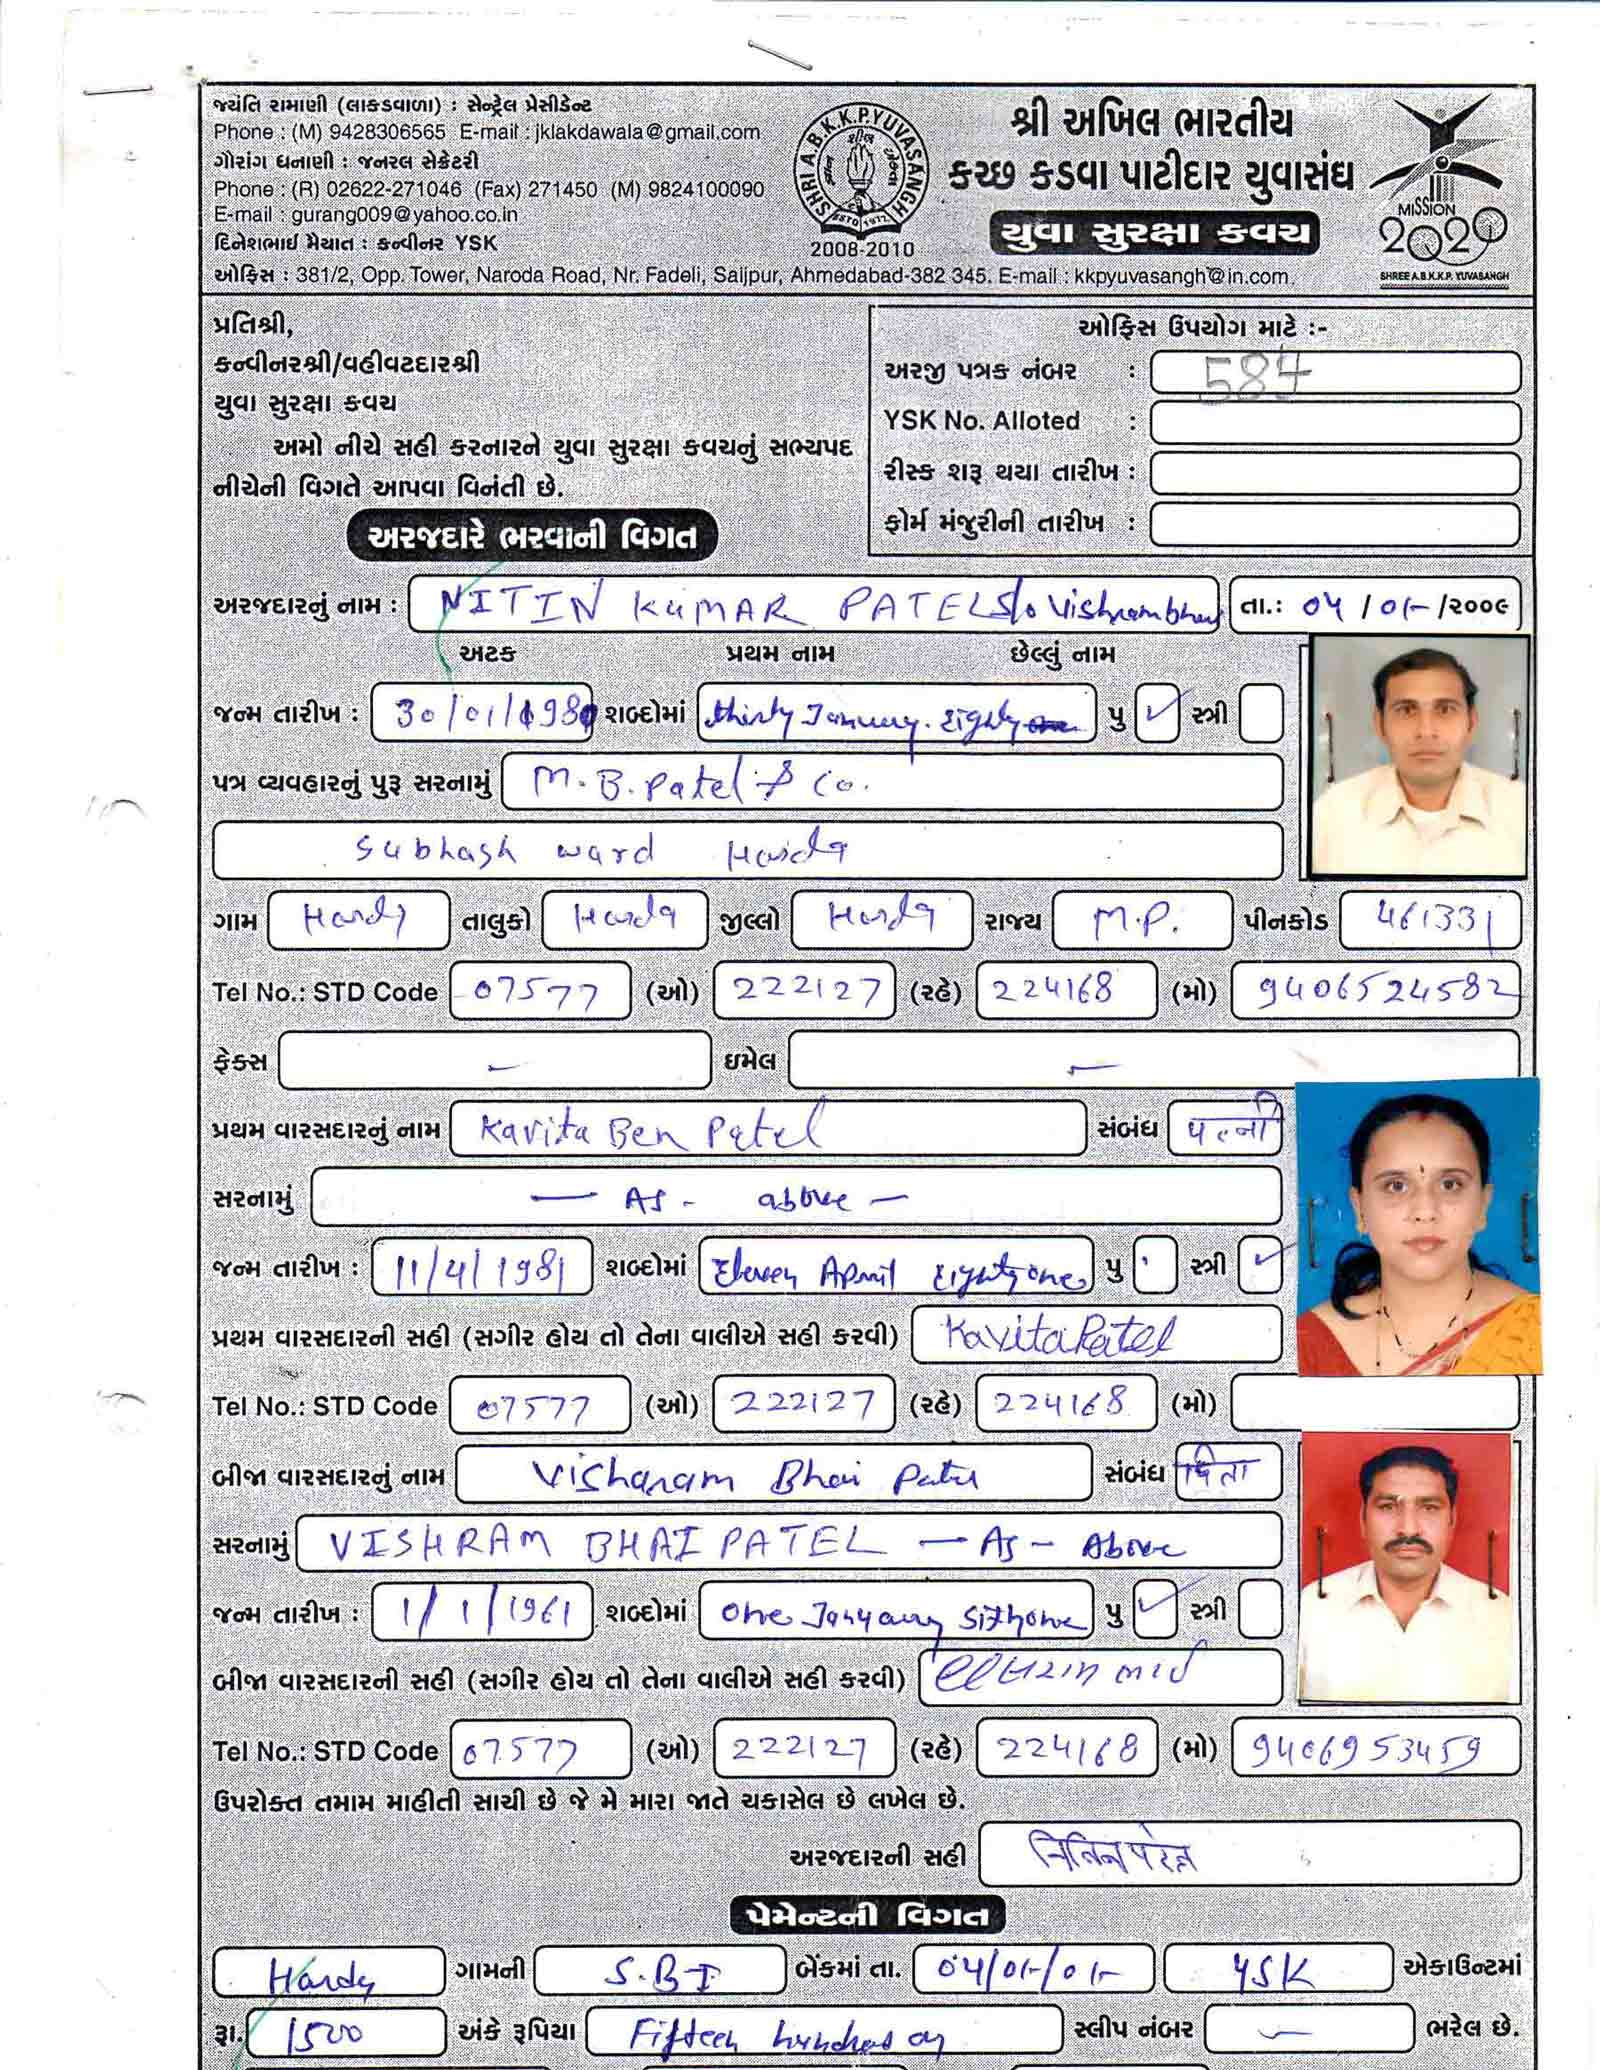 જયંતિ રામાણી (લાકડાવાળા) : સેન્ટ્રલ પ્રેસીડેન્ટ
Phone : (M) 9428306565 E-mail : jklakdawala@gmail.com
ગૌરાંગ ધનાણી : જનરલ સેક્રેટરી
Phone : (R) 02622-271046 (Fax) 271450 (M) 9824100090
E-mail : gurang009@yahoo.co.in
દિનેશભાઈ મૈયાત : કન્વીનર YSK
SHRI A.B.K.K.P.YUVASANGH
ESTD 1977
2008-2010
શ્રી અખિલ ભારતીય
કચ્છ કડવા પાટીદાર યુવાસંઘ
યુવા સુરક્ષા કવચ
MISSION
2020
SHREE A.B.K.K.P. YUVASANGH
ઓફિસ : 381/2, Opp. Tower, Naroda Road, Nr. Fadeli, Saijpur, Ahmedabad-382 345. E-mail : kkpyuvasangh@in.com.
પ્રતિશ્રી,
કન્વીનરશ્રી/વહીવટદારશ્રી
યુવા સુરક્ષા કવચ
અમો નીચે સહી કરનારને યુવા સુરક્ષા કવચનું સભ્યપદ
નીચેની વિગતે આપવા વિનંતી છે.
ઓફિસ ઉપયોગ માટે :-
અરજી પત્રક નંબર : 584
YSK No. Alloted :
રીસ્ક શરૂ થયા તારીખ :
ફોર્મ મંજુરીની તારીખ :
અરજદારે ભરવાની વિગત
અરજદારનું નામ : NITIN KUMAR PATEL S/o Vishrambhai તા.: 04 / 01 / ૨૦૦૯
અટક પ્રથમ નામ છેલ્લું નામ
જન્મ તારીખ : 30/01/1980 શબ્દોમાં thirty January. Eighty પુ ✓ સ્ત્રી
પત્ર વ્યવહારનું પુરૂ સરનામું M. B. Patel & Co.
Subhash ward Harda
ગામ Harda તાલુકો Harda જીલ્લો Harda રાજ્ય M.P. પીનકોડ 461331
Tel No.: STD Code 07577 (ઓ) 222127 (રહે) 224168 (મો) 9406524582
ફેક્સ - ઇમેલ -
પ્રથમ વારસદારનું નામ Kavita Ben Patel સંબંધ पत्नी
સરનામું — As - above —
જન્મ તારીખ : 11/4/1981 શબ્દોમાં Eleven April Eighty one પુ સ્ત્રી ✓
પ્રથમ વારસદારની સહી (સગીર હોય તો તેના વાલીએ સહી કરવી) Kavita Patel
Tel No.: STD Code 07577 (ઓ) 222127 (રહે) 224168 (મો)
બીજા વારસદારનું નામ Visharam Bhai Patel સંબંધ पिता
સરનામું VISHRAM BHAI PATEL — As - Above
જન્મ તારીખ : 1/1/1961 શબ્દોમાં One Janyaury Sixtyone પુ ✓ સ્ત્રી
બીજા વારસદારની સહી (સગીર હોય તો તેના વાલીએ સહી કરવી)
Tel No.: STD Code 07577 (ઓ) 222127 (રહે) 224168 (મો) 9406953459
ઉપરોક્ત તમામ માહીતી સાચી છે જે મે મારા જાતે ચકાસેલ છે લખેલ છે.
અરજદારની સહી नितिन पटेल
પેમેન્ટની વિગત
Harda ગામની S.B.I બેંકમાં તા. 04/01/01 YSK એકાઉન્ટમાં
રૂા. 1500 અંકે રૂપિયા Fifteen hundred on સ્લીપ નંબર - ભરેલ છે.